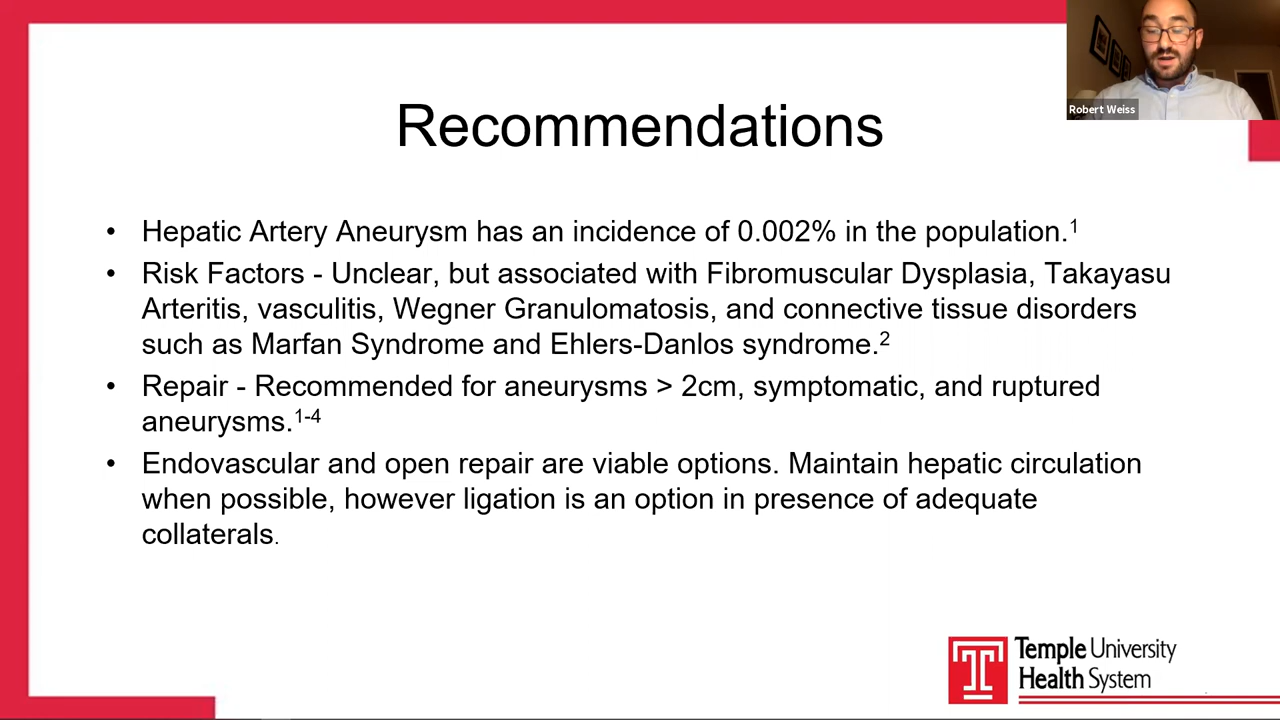 Robert Weiss
Recommendations
• Hepatic Artery Aneurysm has an incidence of 0.002% in the population.¹
• Risk Factors - Unclear, but associated with Fibromuscular Dysplasia, Takayasu
Arteritis, vasculitis, Wegner Granulomatosis, and connective tissue disorders
such as Marfan Syndrome and Ehlers-Danlos syndrome.²
• Repair - Recommended for aneurysms > 2cm, symptomatic, and ruptured
aneurysms.¹⁻⁴
• Endovascular and open repair are viable options. Maintain hepatic circulation
when possible, however ligation is an option in presence of adequate
collaterals.
T
Temple University
Health System